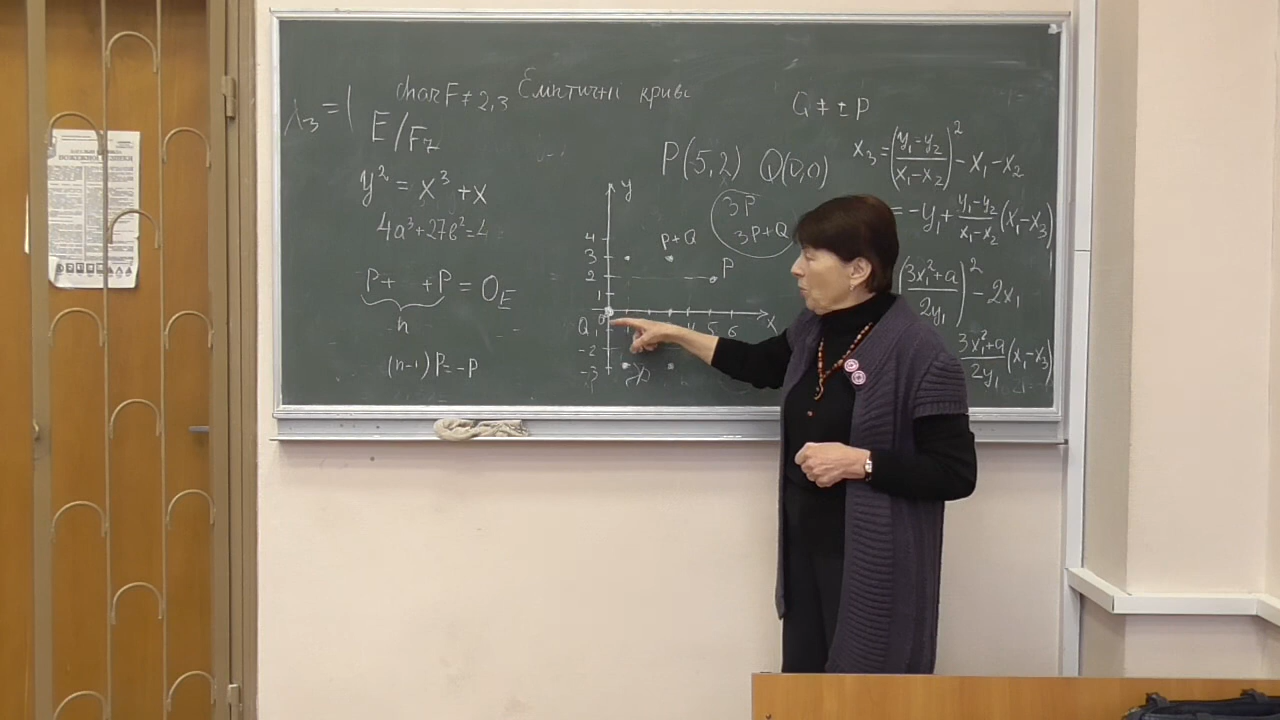 char F ≠ 2,3 Еліптичні криві
λ₃ = 1
E/F₇
y² = x³ + x
4a³+27b²=4
P+ +P = O_E
n
(n-1)P = -P
P(5,2) Q(0,0)
3P
3P+Q
y
4
3
2
1
P+Q
P
Q
5 6 x
-2
-3
Q ≠ ± P
x₃ = ((y₁-y₂)/(x₁-x₂))² - x₁ - x₂
= -y₁ + (y₁-y₂)/(x₁-x₂) (x₁-x₃)
(3x₁²+a)/(2y₁))² - 2x₁
(3x₁²+a)/(2y₁) (x₁-x₃)